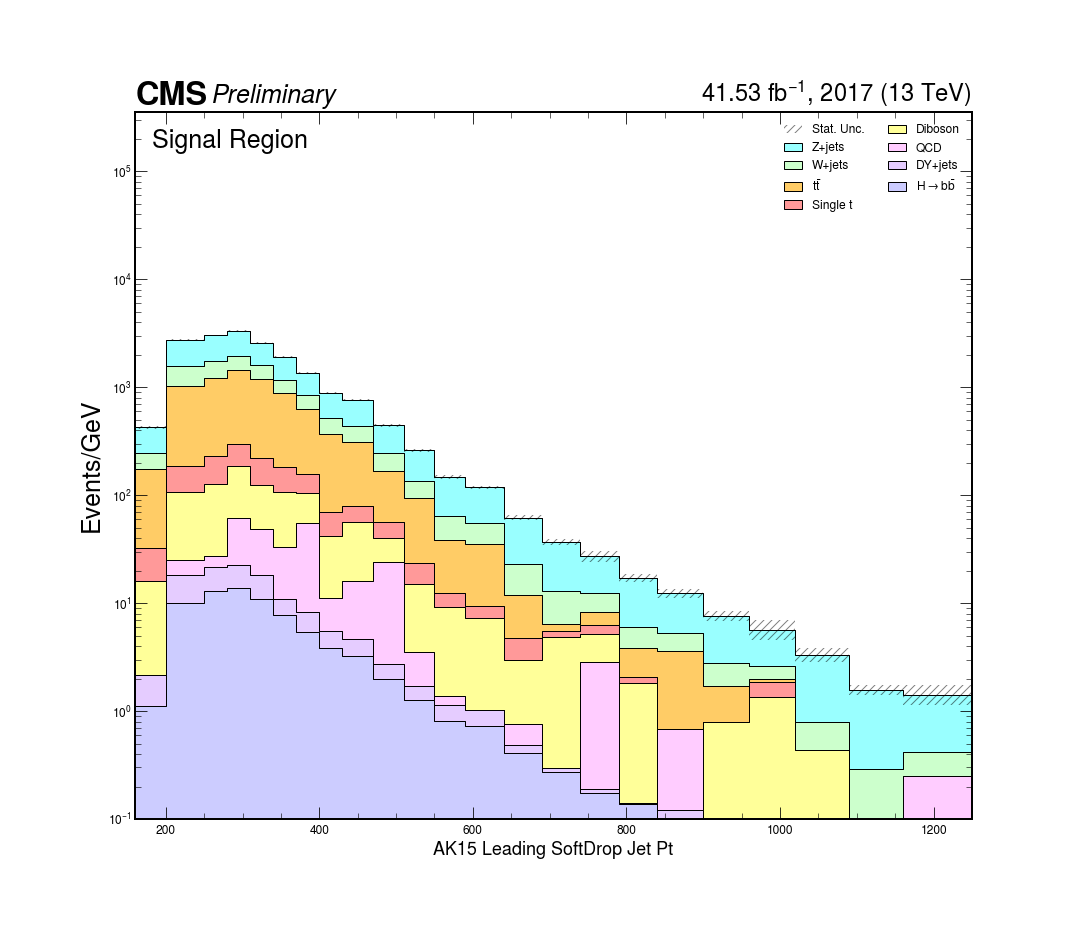 CMS Preliminary 41.53 fb⁻¹, 2017 (13 TeV)
Signal Region
Stat. Unc.
Z+jets
W+jets
tt̄
Single t
Diboson
QCD
DY+jets
H→bb̄
10⁵
10⁴
10³
10²
10¹
10⁰
10⁻¹
Events/GeV
200 400 600 800 1000 1200
AK15 Leading SoftDrop Jet Pt